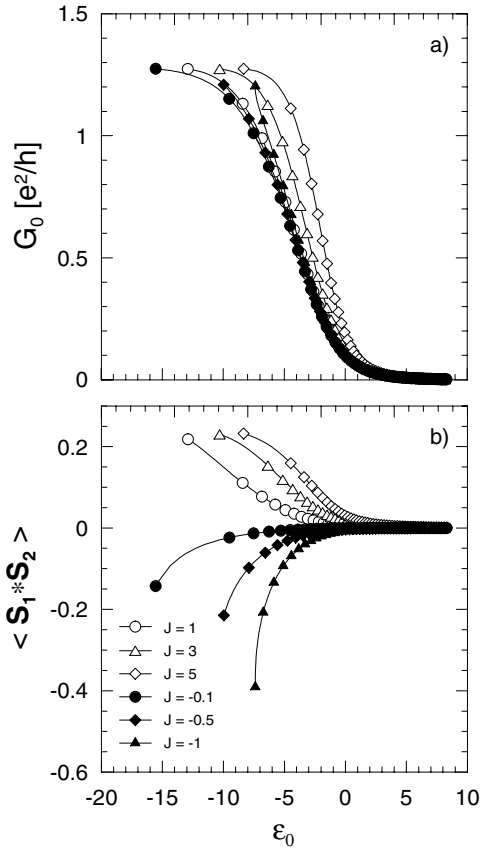 1.5
a)
1
G₀ [e²/h]
0.5
0
b)
0.2
0
< S₁*S₂ >
-0.2
J = 1
J = 3
J = 5
-0.4
J = -0.1
J = -0.5
J = -1
-0.6
-20 -15 -10 -5 0 5 10
ε₀